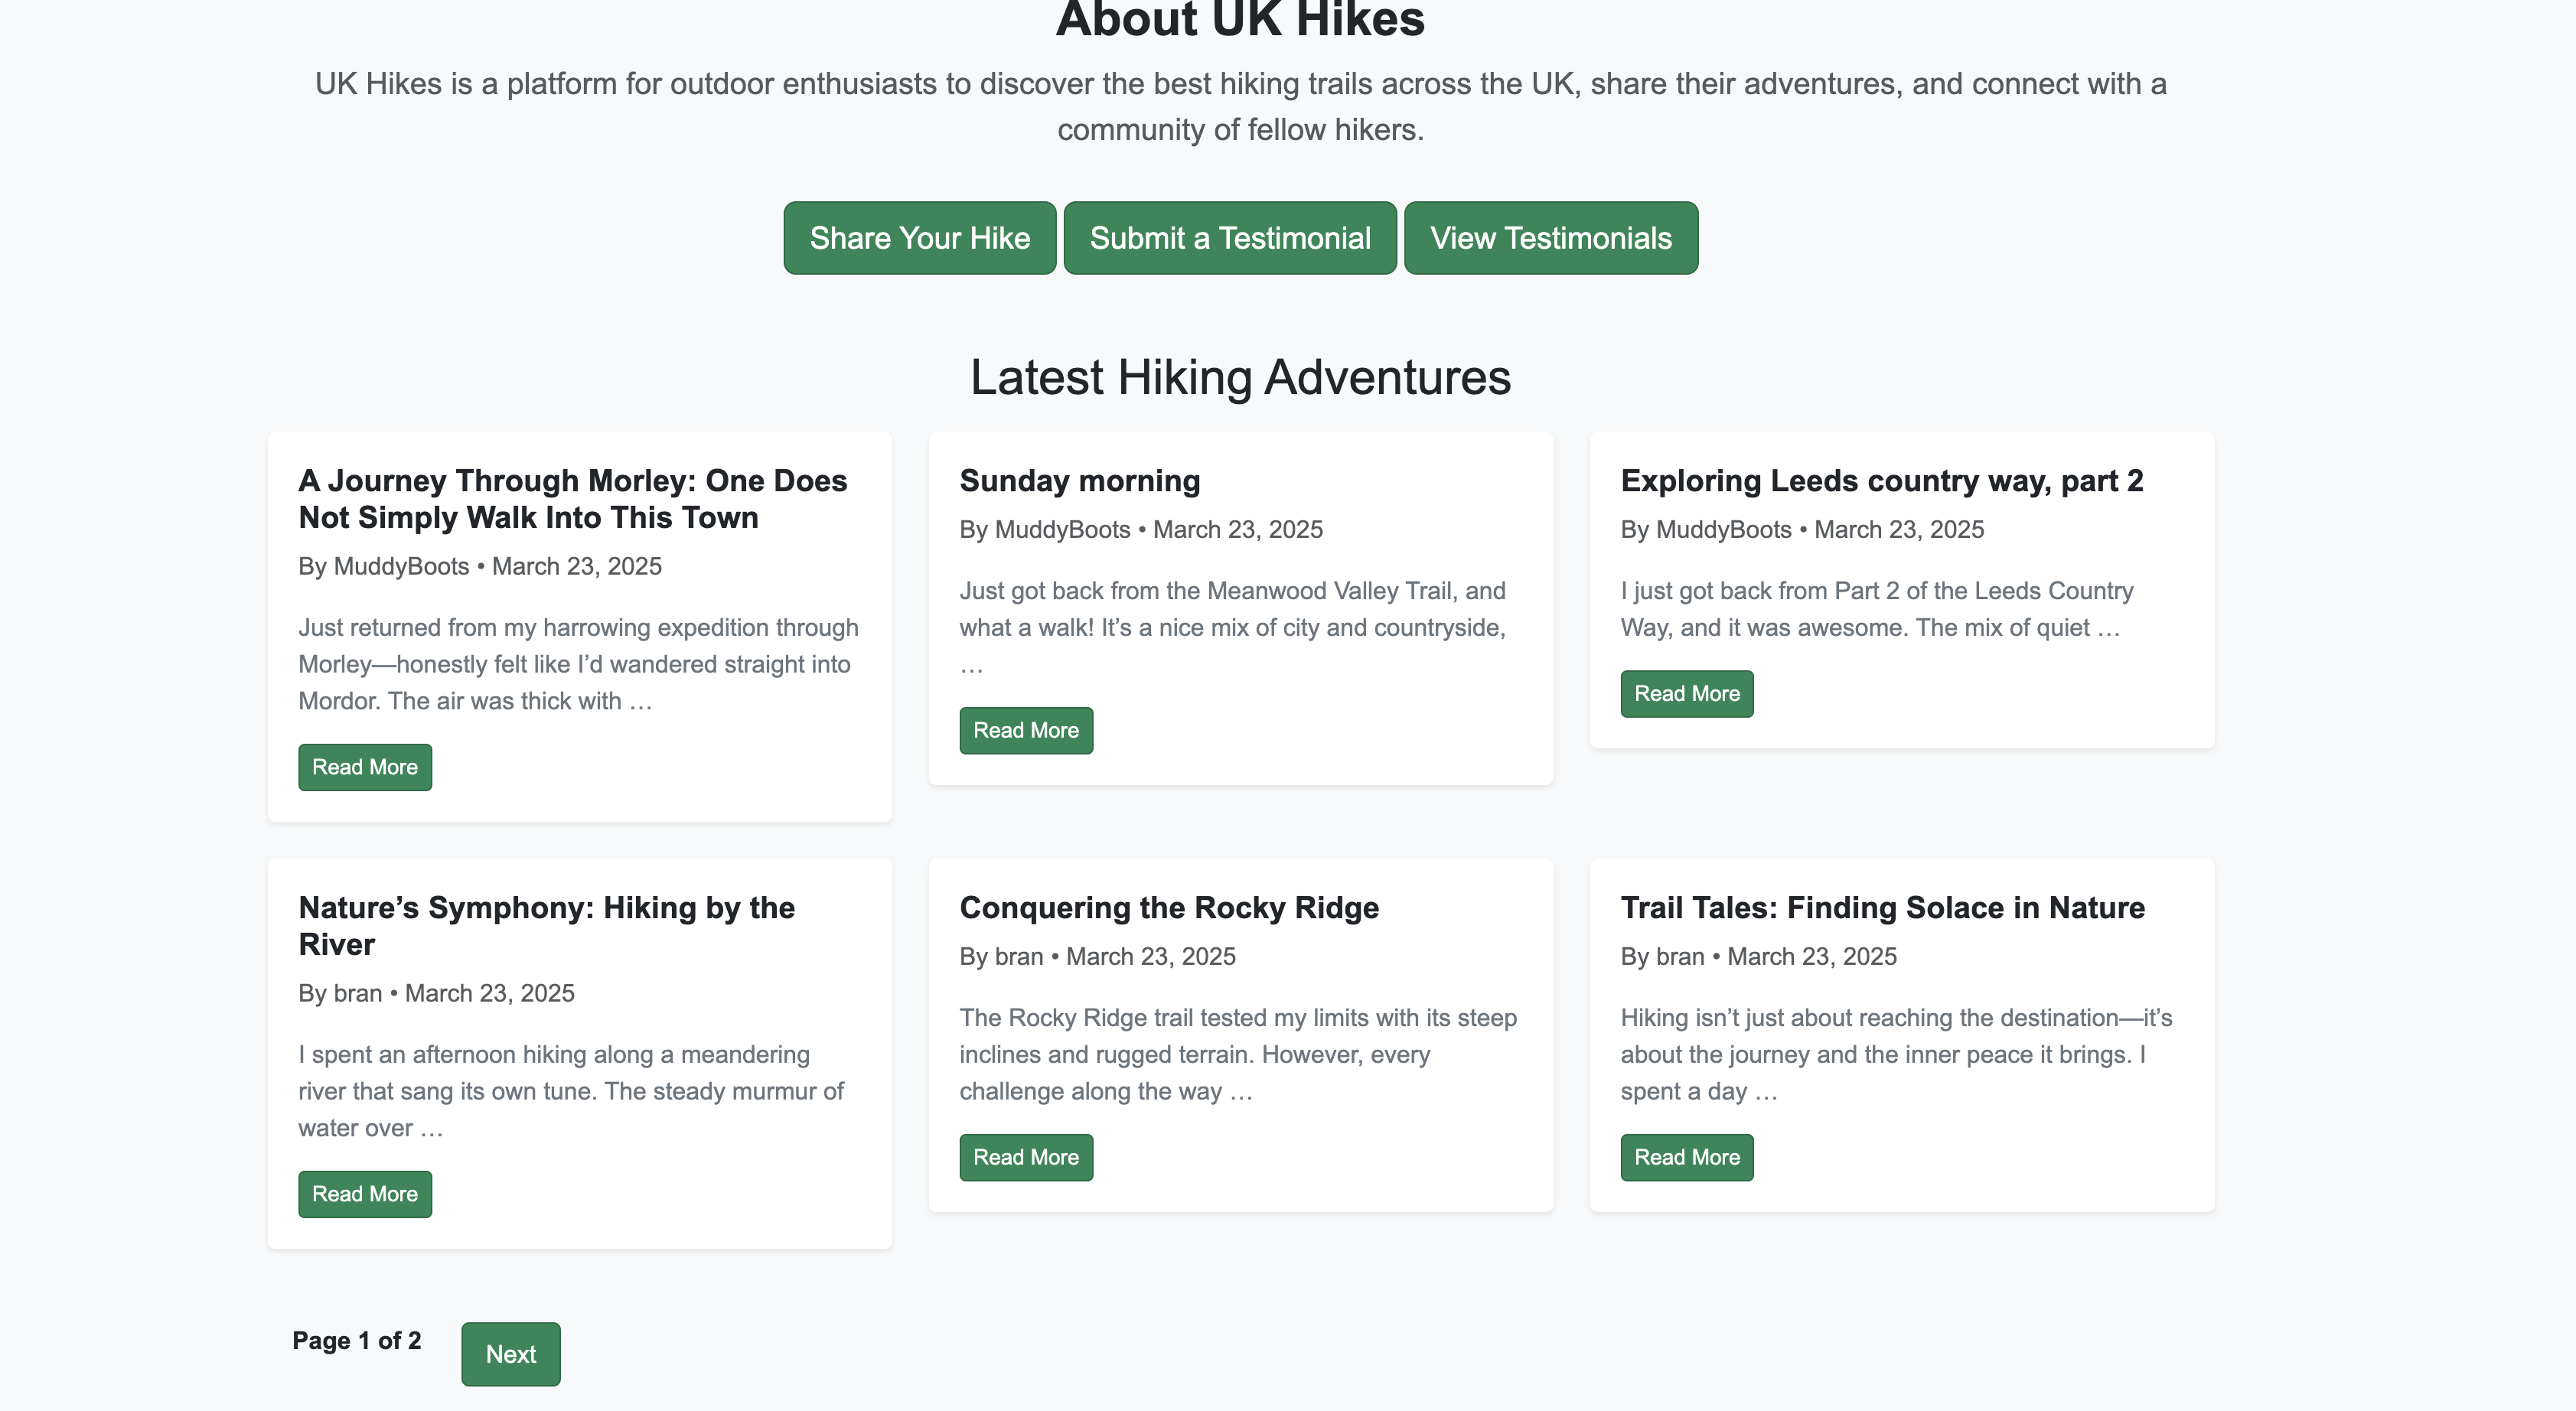 About UK Hikes
UK Hikes is a platform for outdoor enthusiasts to discover the best hiking trails across the UK, share their adventures, and connect with a
community of fellow hikers.
Share Your Hike
Submit a Testimonial
View Testimonials
Latest Hiking Adventures
A Journey Through Morley: One Does
Not Simply Walk Into This Town
By MuddyBoots • March 23, 2025
Just returned from my harrowing expedition through
Morley—honestly felt like I’d wandered straight into
Mordor. The air was thick with …
Read More
Sunday morning
By MuddyBoots • March 23, 2025
Just got back from the Meanwood Valley Trail, and
what a walk! It’s a nice mix of city and countryside,
…
Read More
Exploring Leeds country way, part 2
By MuddyBoots • March 23, 2025
I just got back from Part 2 of the Leeds Country
Way, and it was awesome. The mix of quiet …
Read More
Nature’s Symphony: Hiking by the
River
By bran • March 23, 2025
I spent an afternoon hiking along a meandering
river that sang its own tune. The steady murmur of
water over …
Read More
Conquering the Rocky Ridge
By bran • March 23, 2025
The Rocky Ridge trail tested my limits with its steep
inclines and rugged terrain. However, every
challenge along the way …
Read More
Trail Tales: Finding Solace in Nature
By bran • March 23, 2025
Hiking isn’t just about reaching the destination—it’s
about the journey and the inner peace it brings. I
spent a day …
Read More
Page 1 of 2
Next